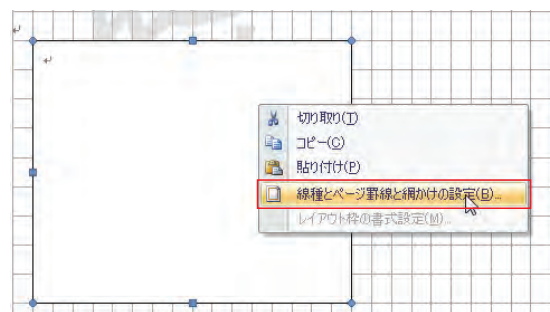 切り取り(T)
コピー(C)
貼り付け(P)
線種とページ罫線と網かけの設定(B)...
レイアウト枠の書式設定(M)...